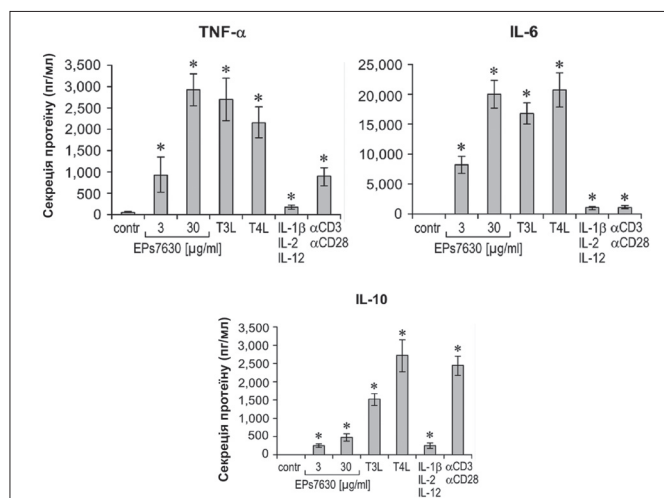 TNF-α
Секреція протеїну (пг/мл)
3,500
3,000
2,500
2,000
1,500
1,000
500
0
* * * * * *
contr 3 30 T3L T4L IL-1β αCD3
IL-2 αCD28
IL-12
EPs7630 [µg/ml]
IL-6
25,000
20,000
15,000
10,000
5,000
0
* * * * * *
contr 3 30 T3L T4L IL-1β αCD3
IL-2 αCD28
IL-12
EPs7630 [µg/ml]
IL-10
Секреція протеїну (пг/мл)
3,500
3,000
2,500
2,000
1,500
1,000
500
0
* * * * * *
contr 3 30 T3L T4L IL-1β αCD3
IL-2 αCD28
IL-12
EPs7630 [µg/ml]